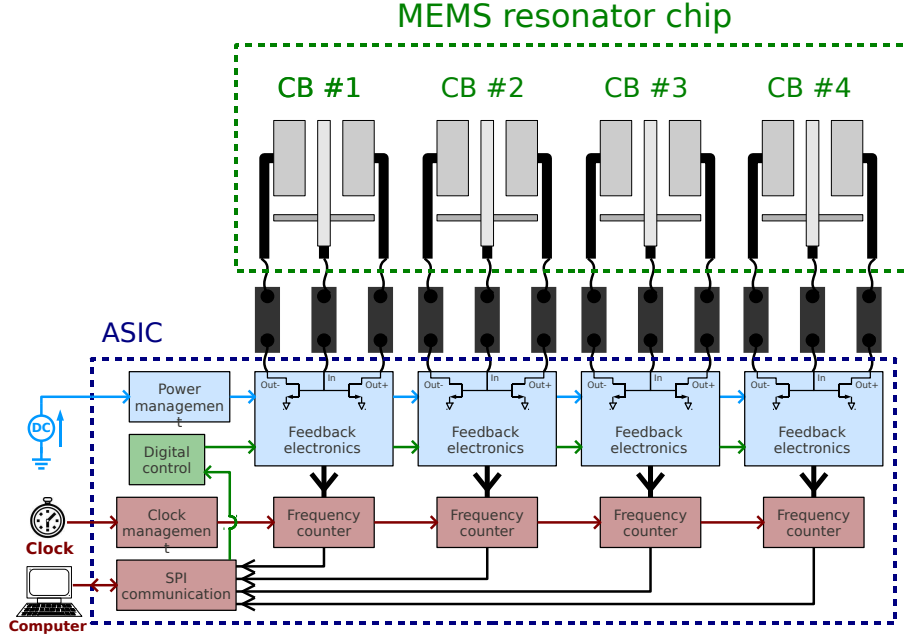 MEMS resonator chip
CB #1
CB #2
CB #3
CB #4
ASIC
Out-
In
Out+
Out-
In
Out+
Out-
In
Out+
Out-
In
Out+
Power
managemen
t
DC
Feedback
electronics
Feedback
electronics
Feedback
electronics
Feedback
electronics
Digital
control
Clock
managemen
t
Frequency
counter
Frequency
counter
Frequency
counter
Frequency
counter
Clock
SPI
communication
Computer